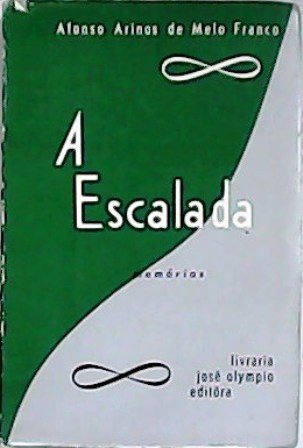 Afonso Arinos de Melo Franco
A
Escalada
memórias
livraria
josé olympio
editôra